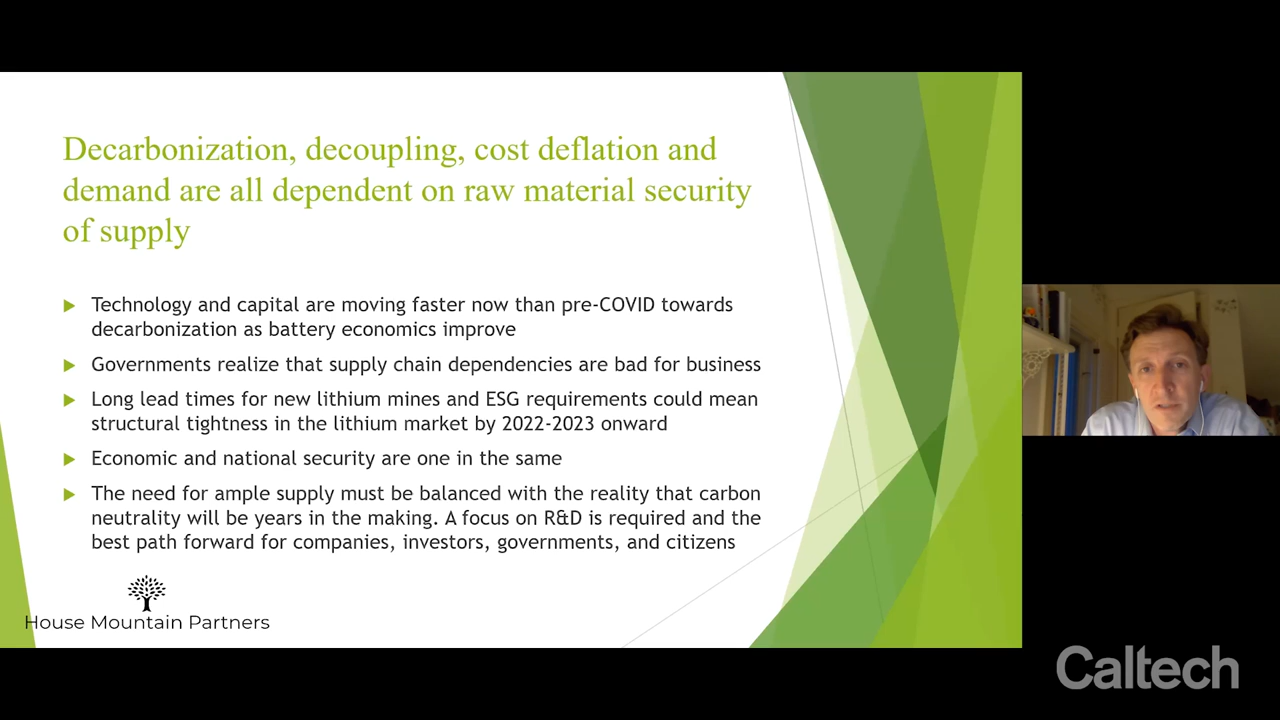 Decarbonization, decoupling, cost deflation and
demand are all dependent on raw material security
of supply
Technology and capital are moving faster now than pre-COVID towards
decarbonization as battery economics improve
Governments realize that supply chain dependencies are bad for business
Long lead times for new lithium mines and ESG requirements could mean
structural tightness in the lithium market by 2022-2023 onward
Economic and national security are one in the same
The need for ample supply must be balanced with the reality that carbon
neutrality will be years in the making. A focus on R&D is required and the
best path forward for companies, investors, governments, and citizens
House Mountain Partners
Caltech